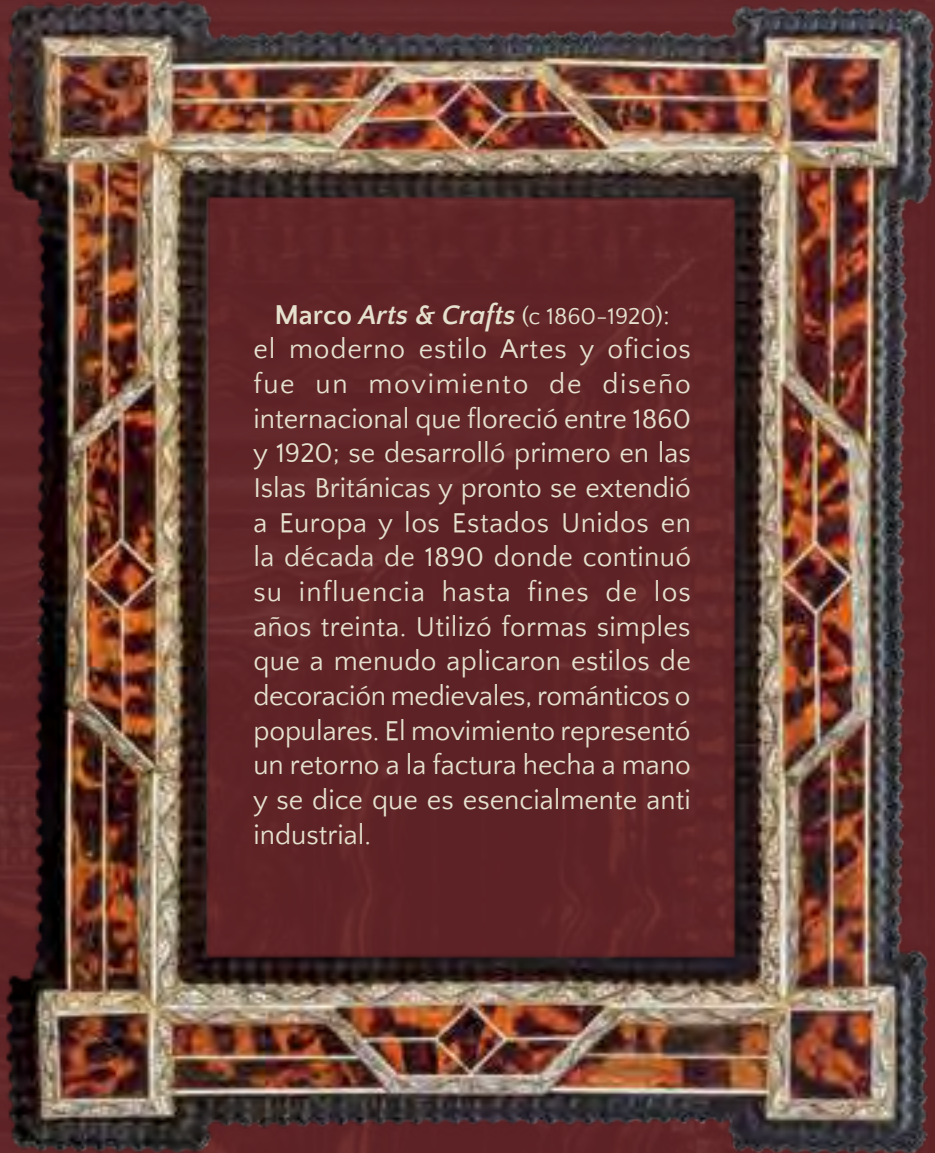 Marco Arts & Crafts (c 1860-1920):
el moderno estilo Artes y oficios
fue un movimiento de diseño
internacional que floreció entre 1860
y 1920; se desarrolló primero en las
Islas Británicas y pronto se extendió
a Europa y los Estados Unidos en
la década de 1890 donde continuó
su influencia hasta fines de los
años treinta. Utilizó formas simples
que a menudo aplicaron estilos de
decoración medievales, románticos o
populares. El movimiento representó
un retorno a la factura hecha a mano
y se dice que es esencialmente anti
industrial.